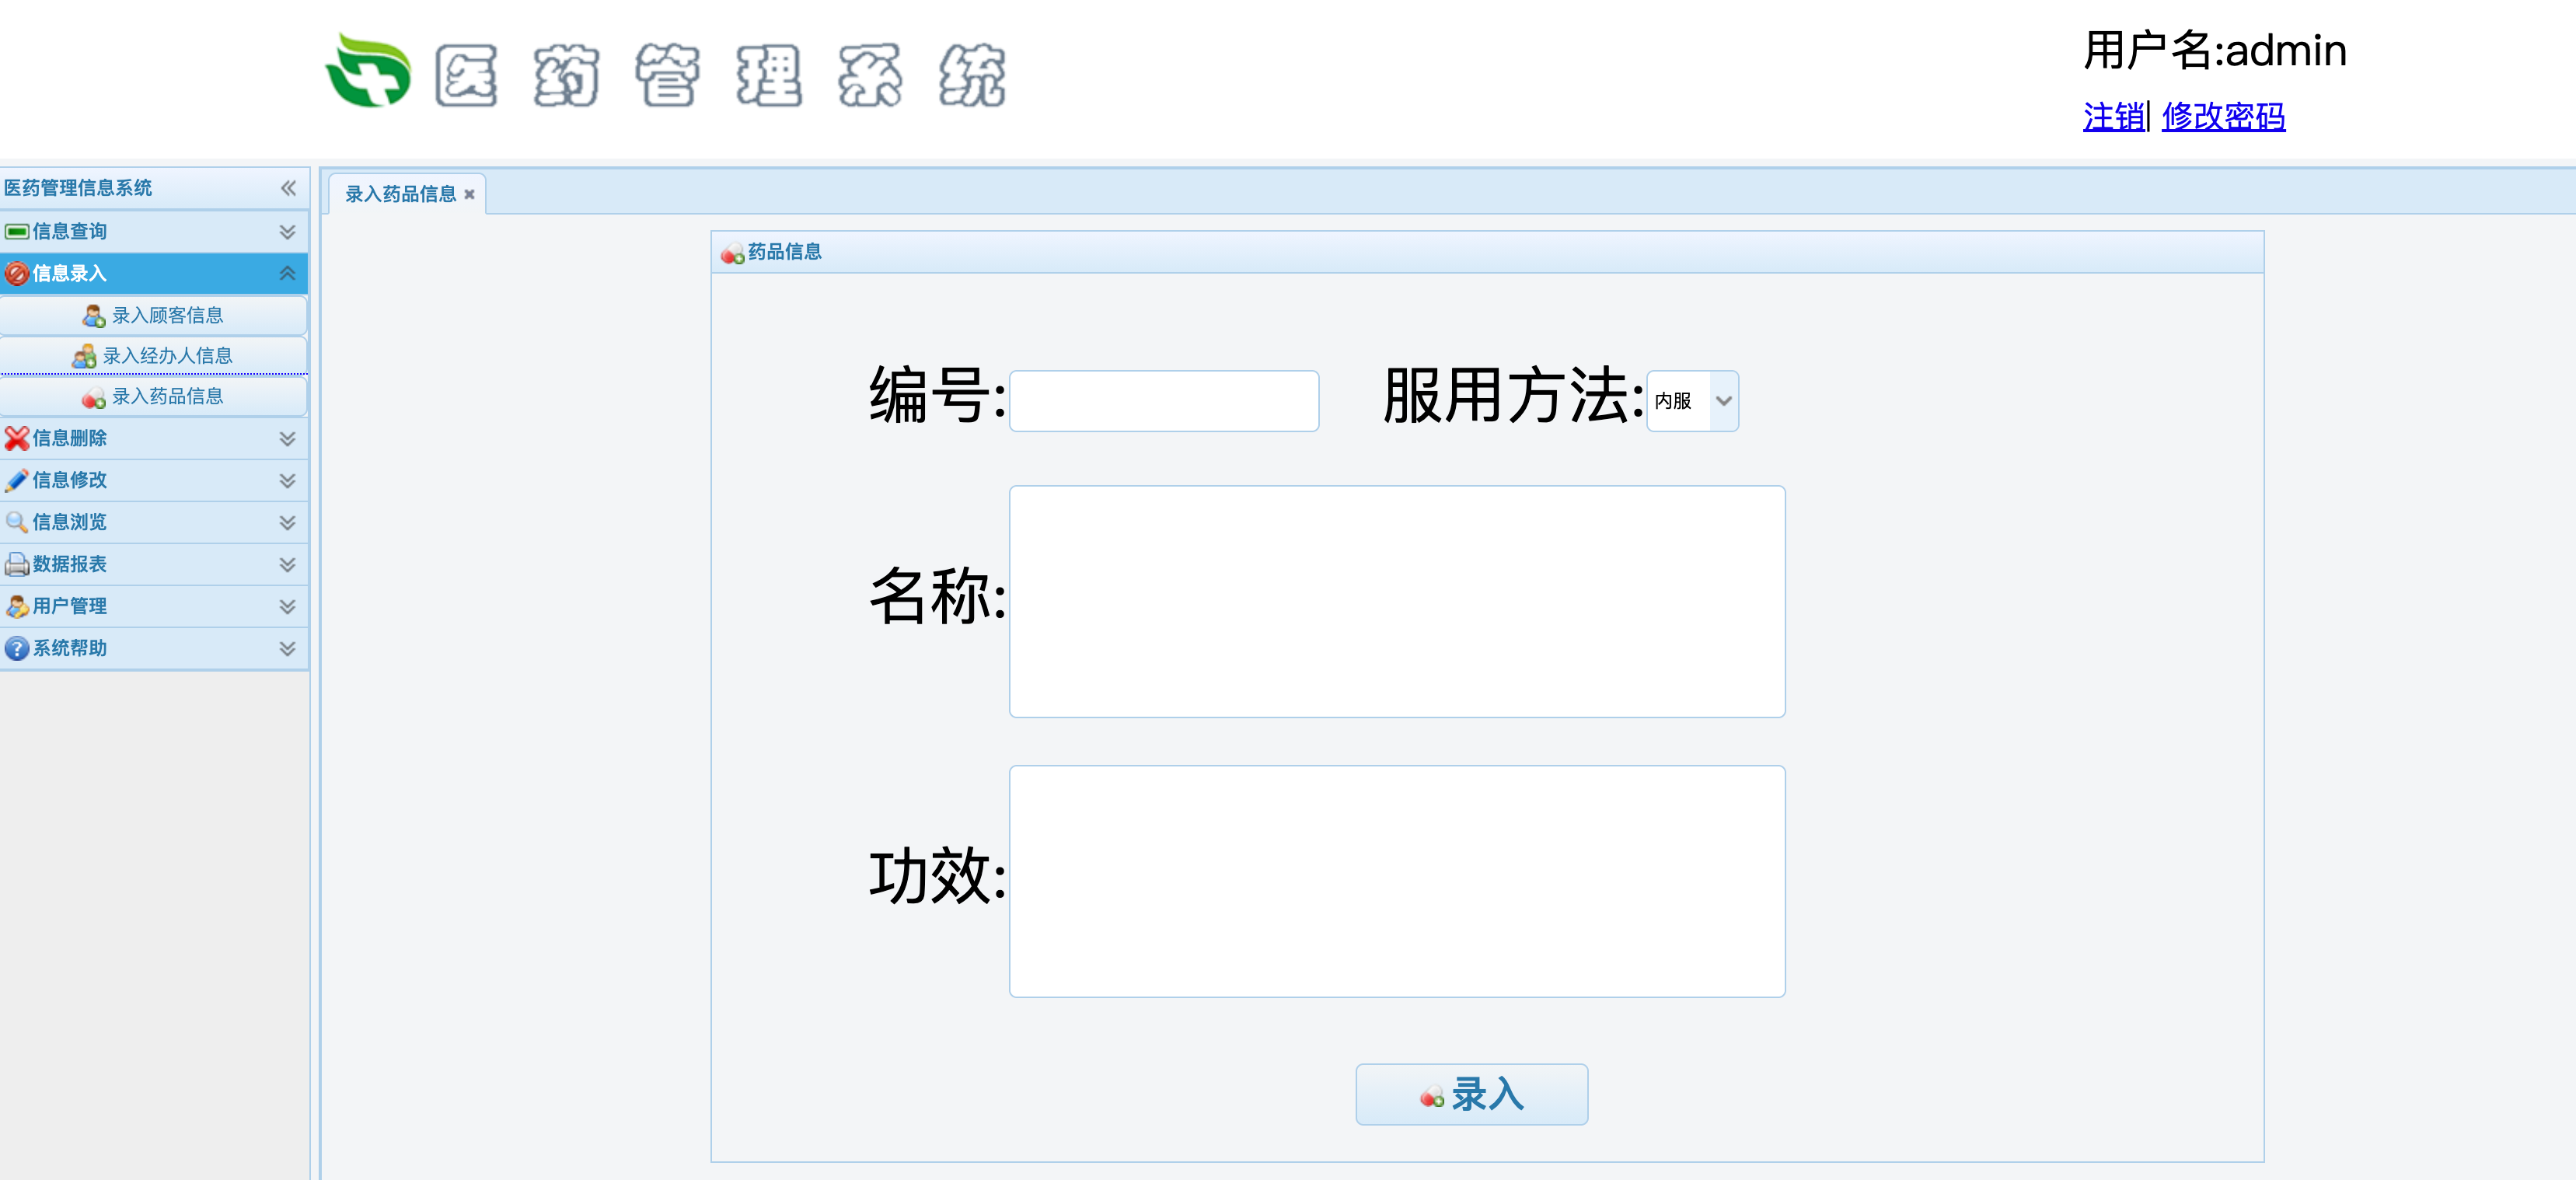 医药管理系统
用户名:admin
注销| 修改密码
医药管理信息系统
信息查询
信息录入
录入顾客信息
录入经办人信息
录入药品信息
信息删除
信息修改
信息浏览
数据报表
用户管理
系统帮助
录入药品信息
药品信息
编号: 服用方法: 内服
名称:
功效:
录入